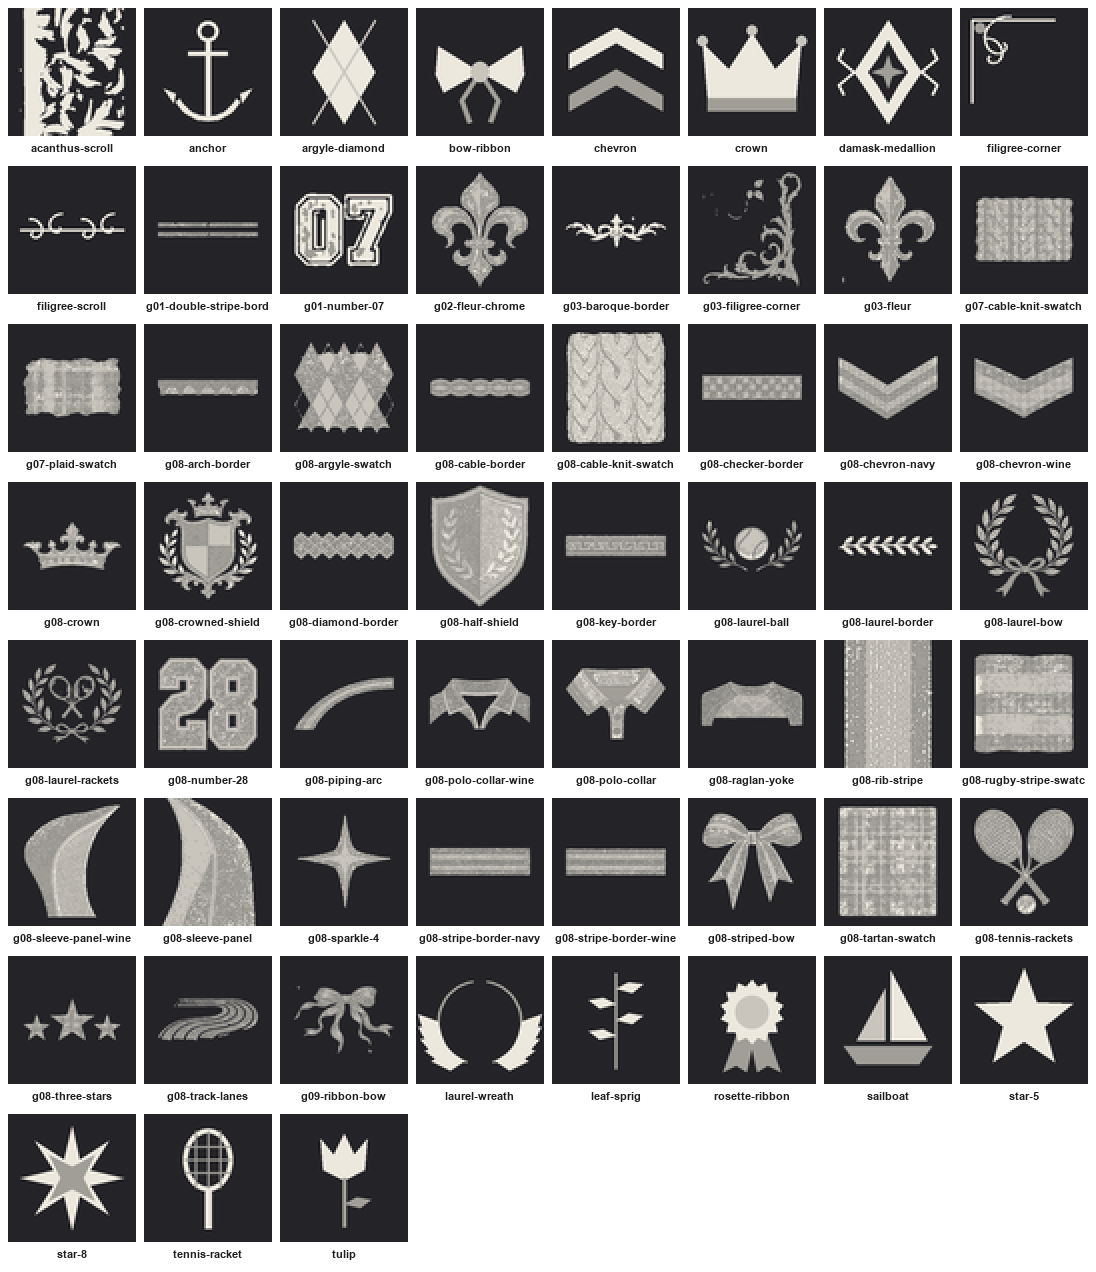 acanthus-scroll anchor argyle-diamond bow-ribbon chevron crown damask-medallion filigree-corner
07
filigree-scroll g01-double-stripe-bord g01-number-07 g02-fleur-chrome g03-baroque-border g03-filigree-corner g03-fleur g07-cable-knit-swatch
g07-plaid-swatch g08-arch-border g08-argyle-swatch g08-cable-border g08-cable-knit-swatch g08-checker-border g08-chevron-navy g08-chevron-wine
g08-crown g08-crowned-shield g08-diamond-border g08-half-shield g08-key-border g08-laurel-ball g08-laurel-border g08-laurel-bow
28
g08-laurel-rackets g08-number-28 g08-piping-arc g08-polo-collar-wine g08-polo-collar g08-raglan-yoke g08-rib-stripe g08-rugby-stripe-swatc
g08-sleeve-panel-wine g08-sleeve-panel g08-sparkle-4 g08-stripe-border-navy g08-stripe-border-wine g08-striped-bow g08-tartan-swatch g08-tennis-rackets
g08-three-stars g08-track-lanes g09-ribbon-bow laurel-wreath leaf-sprig rosette-ribbon sailboat star-5
star-8 tennis-racket tulip